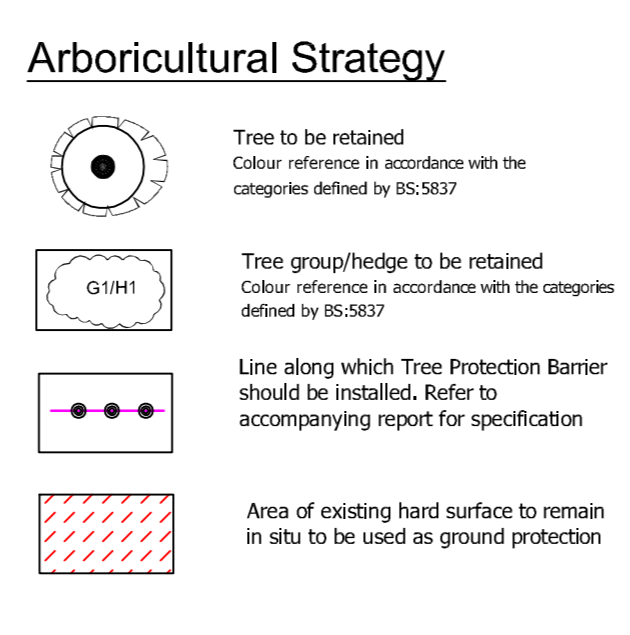 Arboricultural Strategy
Tree to be retained
Colour reference in accordance with the
categories defined by BS:5837
G1/H1
Tree group/hedge to be retained
Colour reference in accordance with the categories
defined by BS:5837
Line along which Tree Protection Barrier
should be installed. Refer to
accompanying report for specification
Area of existing hard surface to remain
in situ to be used as ground protection